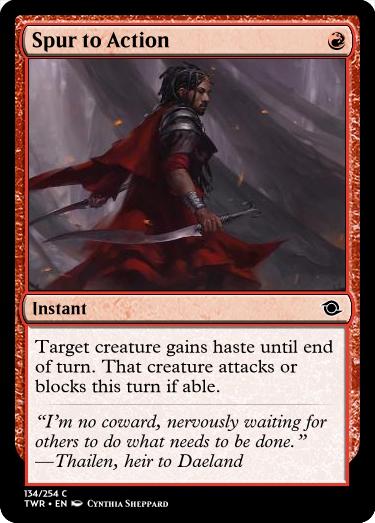 Spur to Action
Instant
Target creature gains haste until end
of turn. That creature attacks or
blocks this turn if able.
“I’m no coward, nervously waiting for
others to do what needs to be done.”
—Thailen, heir to Daeland
134/254 C
TWR • EN Cynthia Sheppard